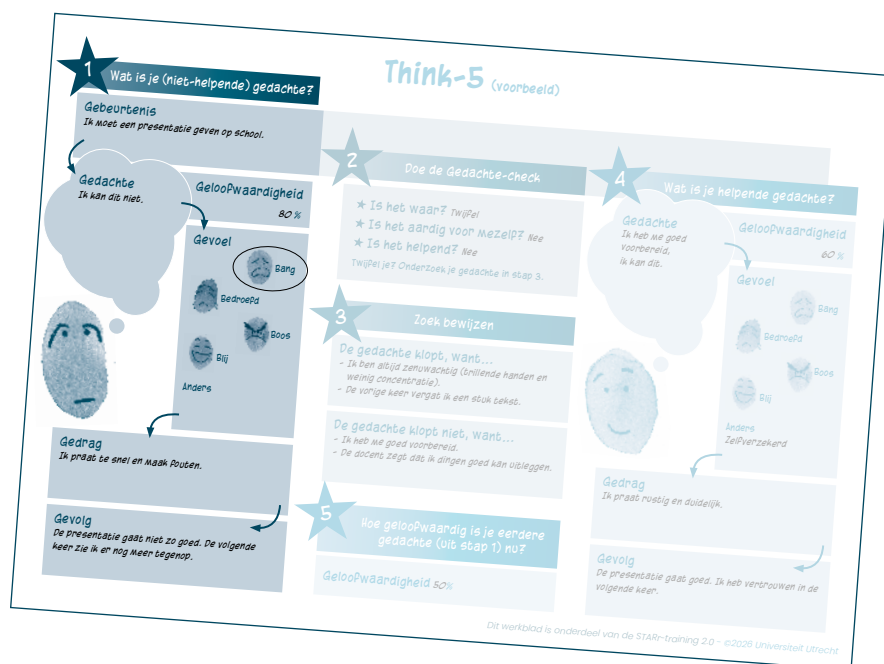 Think-5 (voorbeeld)
1
Wat is je (niet-helpende) gedachte?
Gebeurtenis
Ik moet een presentatie geven op school.
Gedachte
Ik kan dit niet.
Geloofwaardigheid
80 %
Gevoel
Bang
Bedroefd
Boos
Blij
Anders
Gedrag
Ik praat te snel en maak fouten.
Gevolg
De presentatie gaat niet zo goed. De volgende
keer zie ik er nog meer tegenop.
2
Doe de Gedachte-check
★ Is het waar? Twijfel
★ Is het aardig voor mezelf? Nee
★ Is het helpend? Nee
Twijfel je? Onderzoek je gedachte in stap 3.
3
Zoek bewijzen
De gedachte klopt, want...
- Ik ben altijd zenuwachtig (trillende handen en
weinig concentratie).
- De vorige keer vergat ik een stuk tekst.
De gedachte klopt niet, want...
- Ik heb me goed voorbereid.
- De docent zegt dat ik dingen goed kan uitleggen.
4
Wat is je helpende gedachte?
Gedachte
Ik heb me goed
voorbereid,
ik kan dit.
Geloofwaardigheid
60 %
Gevoel
Bang
Bedroefd
Boos
Blij
Anders
Zelfverzekerd
Gedrag
Ik praat rustig en duidelijk.
Gevolg
De presentatie gaat goed. Ik heb vertrouwen in de
volgende keer.
5
Hoe geloofwaardig is je eerdere
gedachte (uit stap 1) nu?
Geloofwaardigheid 50%
Dit werkblad is onderdeel van de STARr-training 2.0 - ©2026 Universiteit Utrecht